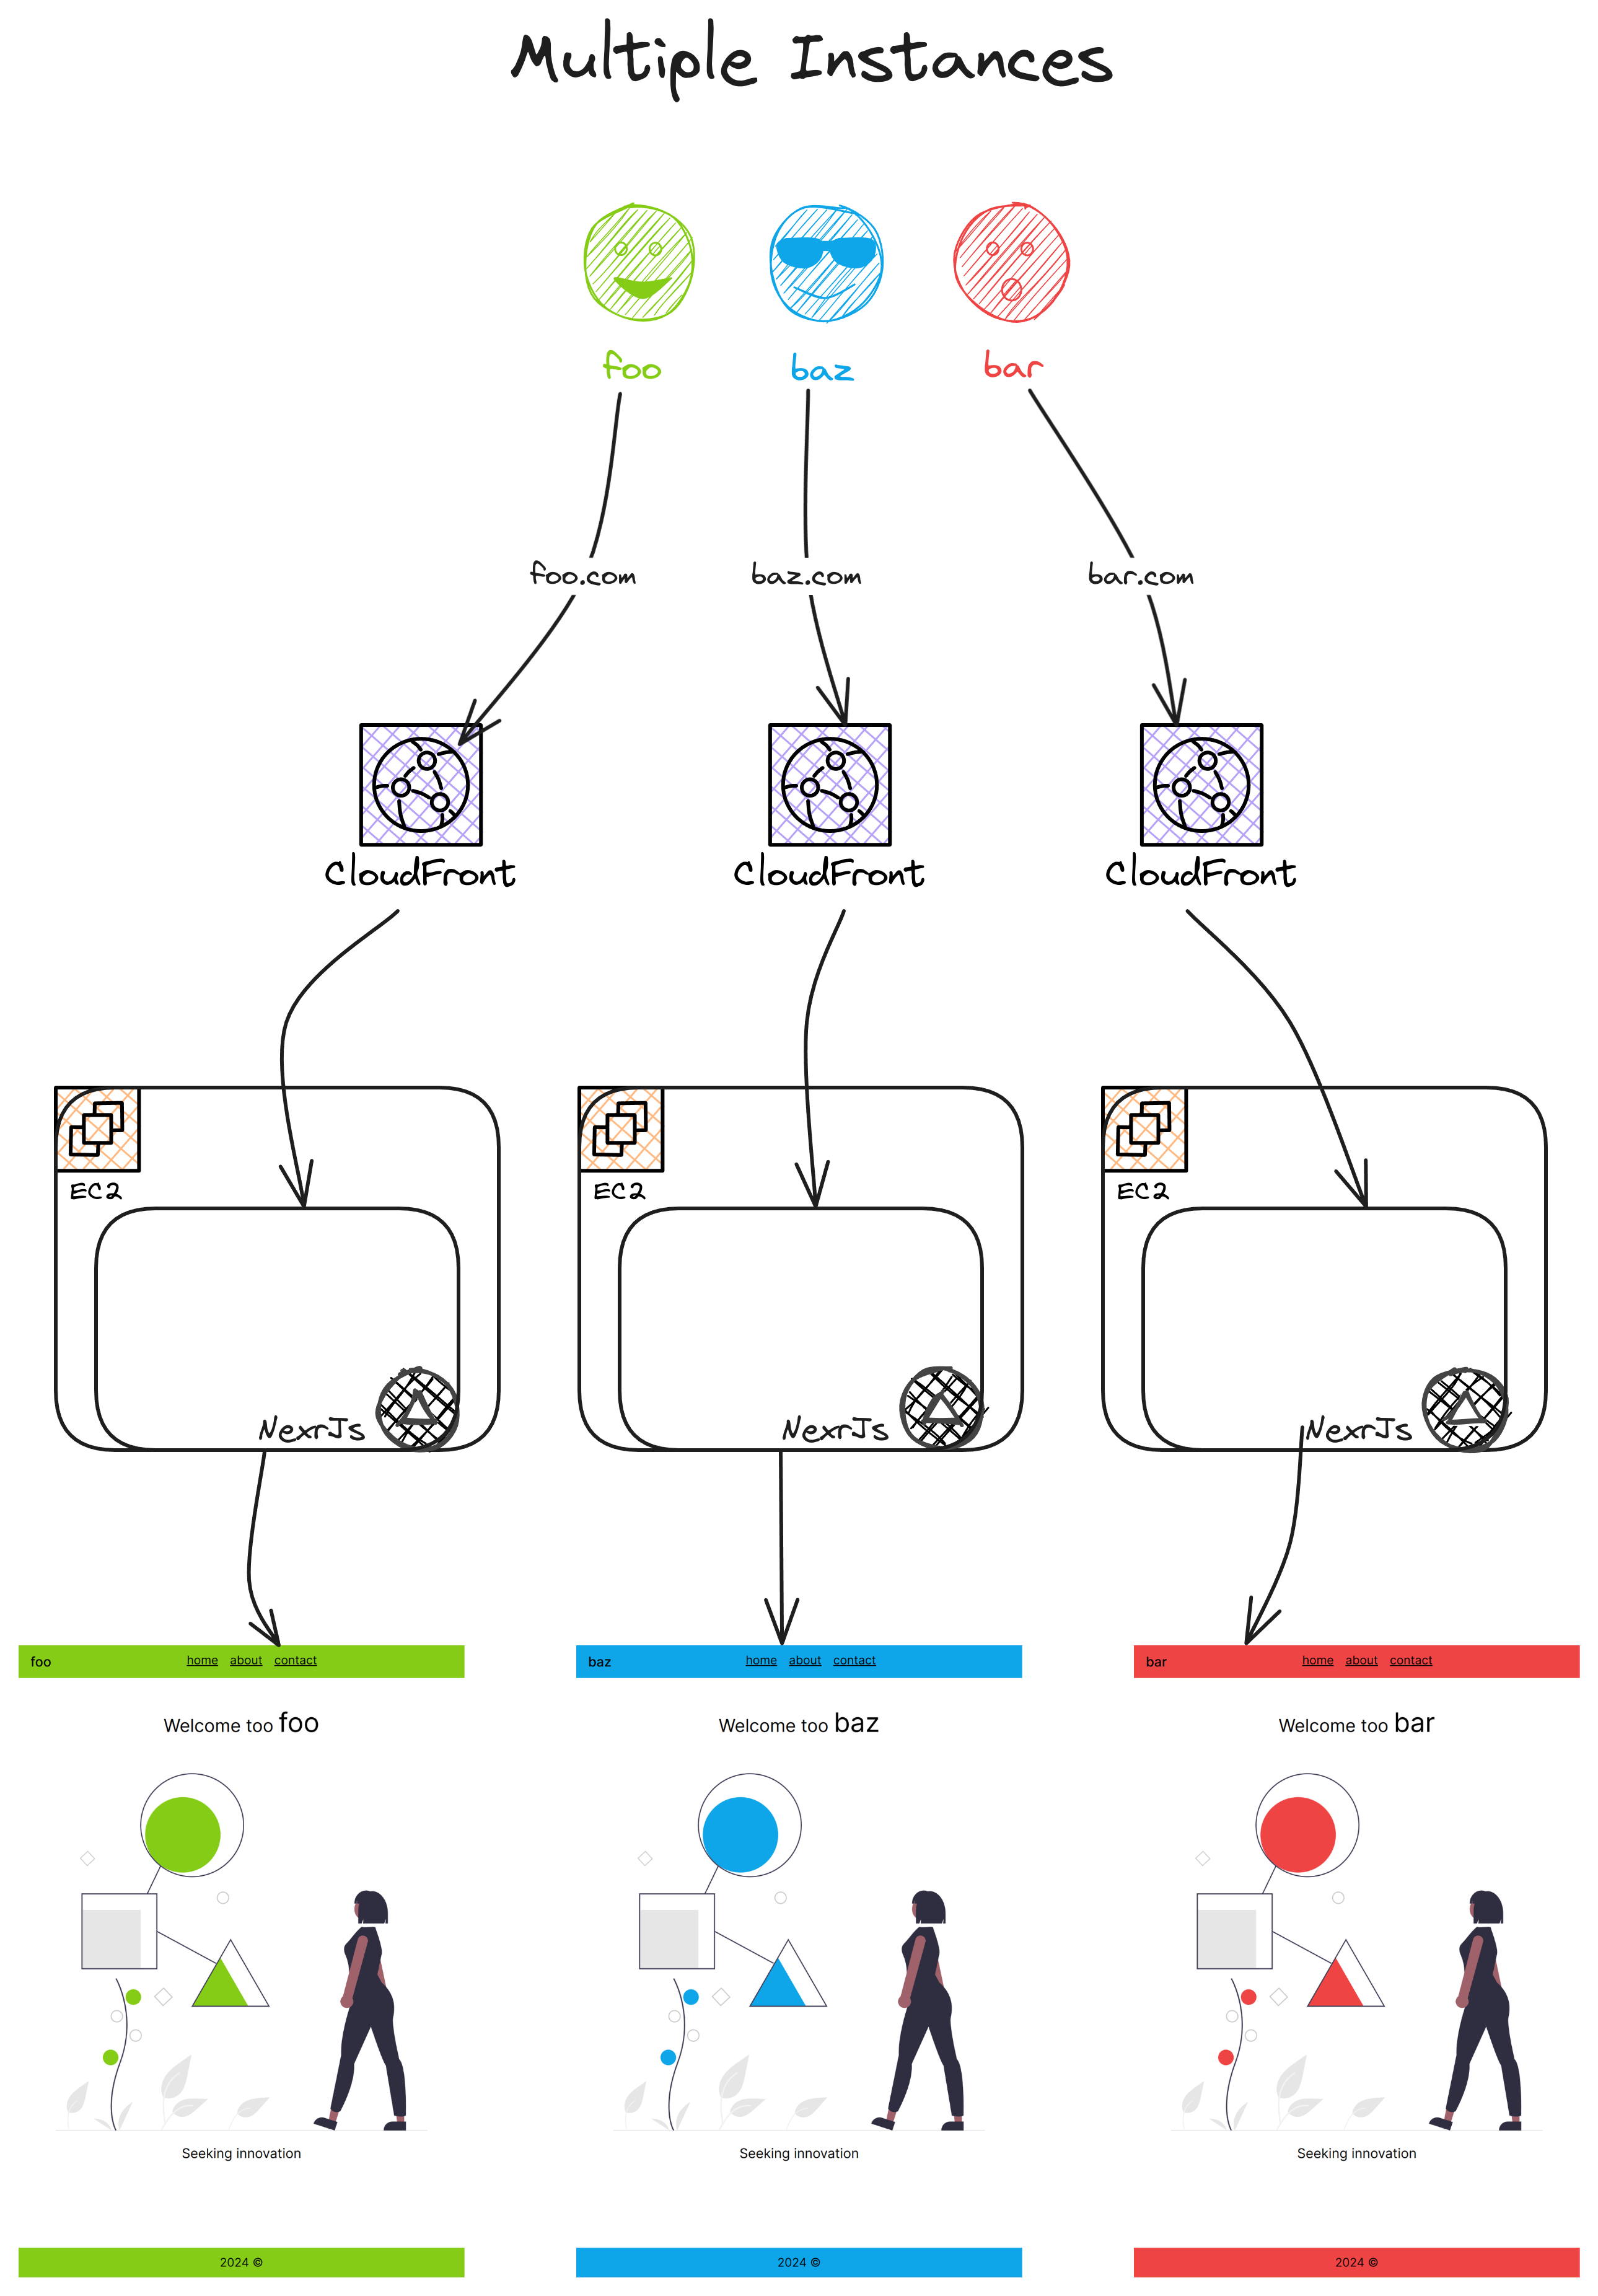 Multiple Instances
foo
baz
bar
foo.com
baz.com
bar.com
CloudFront
CloudFront
CloudFront
EC2
EC2
EC2
NexrJs
NexrJs
NexrJs
foo home about contact
baz home about contact
bar home about contact
Welcome too foo
Welcome too baz
Welcome too bar
Seeking innovation
Seeking innovation
Seeking innovation
2024 ©
2024 ©
2024 ©